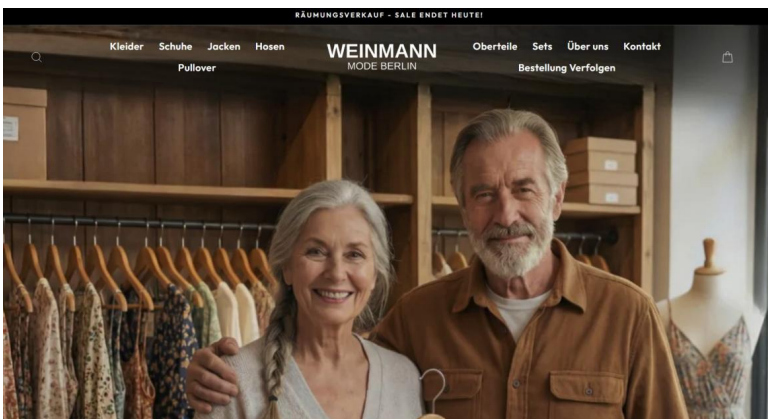 RÄUMUNGSVERKAUF - SALE ENDET HEUTE!
Kleider Schuhe Jacken Hosen
Pullover
WEINMANN
MODE BERLIN
Oberteile Sets Über uns Kontakt
Bestellung Verfolgen